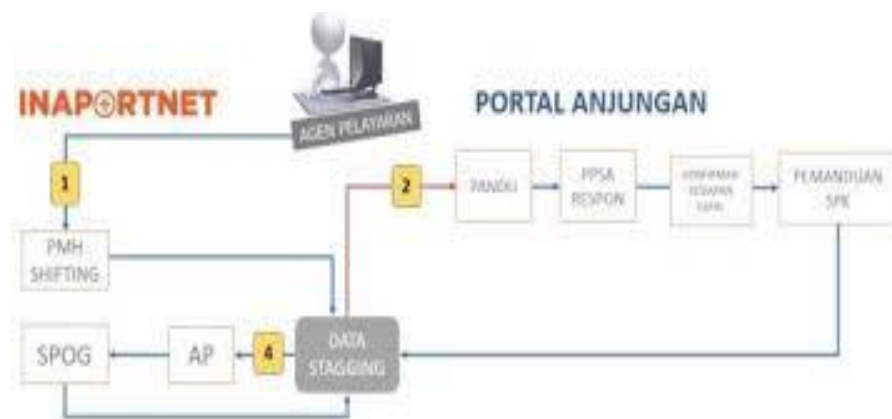 INAPORTNET
AGEN PELAYARAN
PORTAL ANJUNGAN
1
2
PANDU
PPSA
RESPON
PEMANDUAN
SPK
PMH
SHIFTING
SPOG
AP
4
DATA
STAGGING